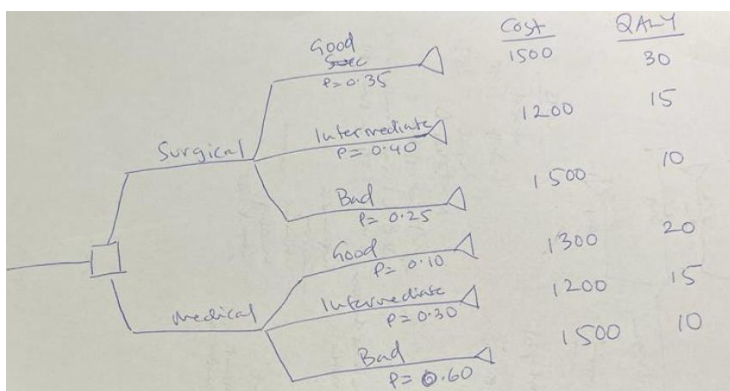 Cost QALY
Good 1500 30
P=0.35
1200 15
Intermediate
Surgical P=0.40
1500 10
Bad
P=0.25
Good 1300 20
P=0.10
Intermediate 1200 15
Medical P=0.30
Bad 1500 10
P=0.60